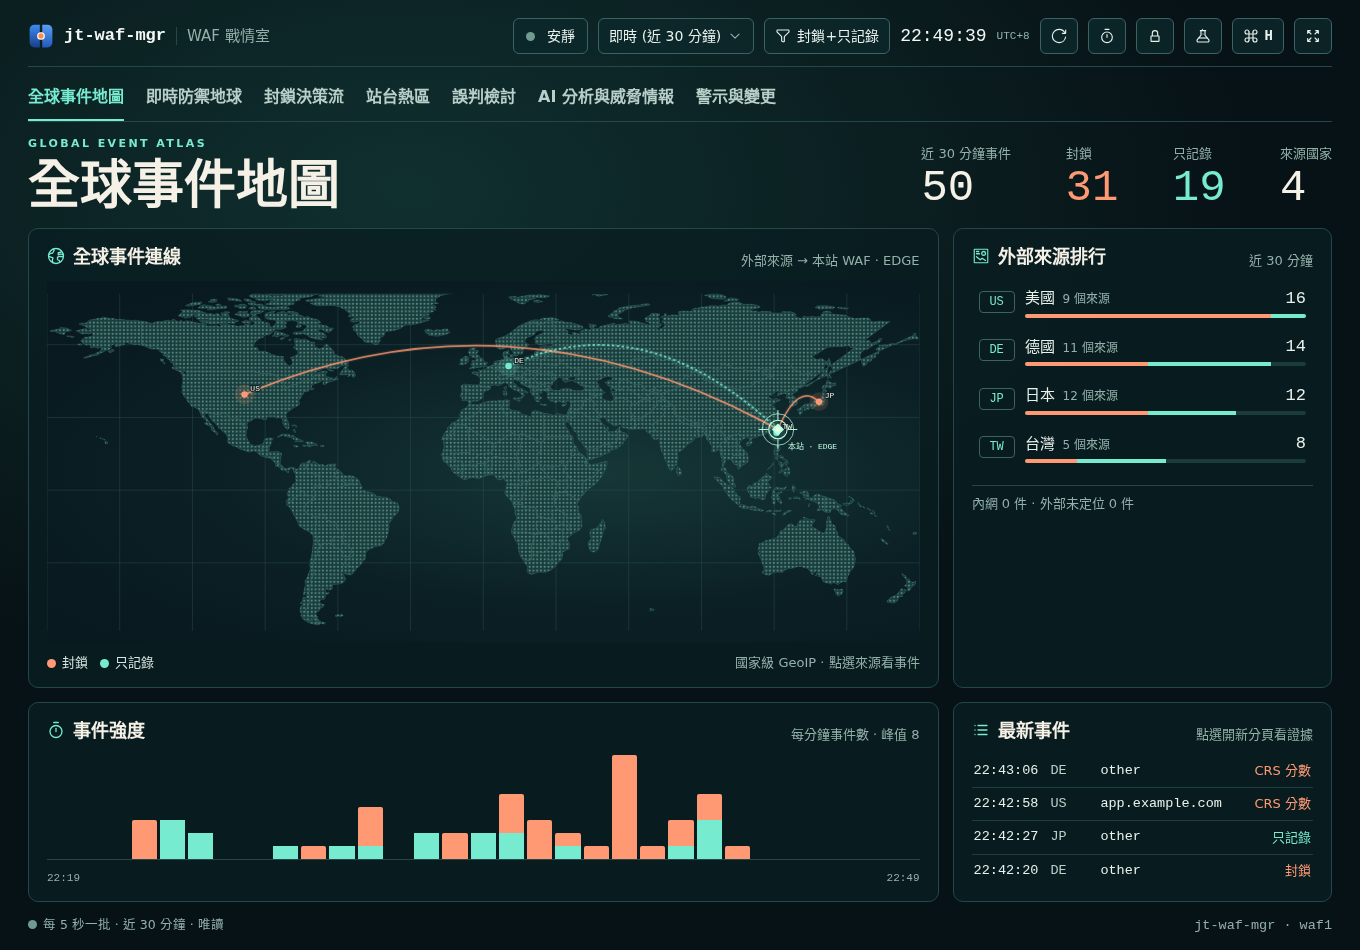 jt-waf-mgr WAF 戰情室 安靜 即時 (近 30 分鐘) 封鎖+只記錄 22:49:39 UTC+8 ⌘ H
全球事件地圖 即時防禦地球 封鎖決策流 站台熱區 誤判檢討 AI 分析與威脅情報 警示與變更
GLOBAL EVENT ATLAS
全球事件地圖
近 30 分鐘事件 封鎖 只記錄 來源國家
50 31 19 4
全球事件連線 外部來源 → 本站 WAF · EDGE
US
DE
JP
本站 · EDGE
封鎖 只記錄 國家級 GeoIP · 點選來源看事件
外部來源排行 近 30 分鐘
US 美國 9 個來源 16
DE 德國 11 個來源 14
JP 日本 12 個來源 12
TW 台灣 5 個來源 8
內網 0 件 · 外部未定位 0 件
事件強度 每分鐘事件數 · 峰值 8
22:19 22:49
最新事件 點選開新分頁看證據
22:43:06 DE other CRS 分數
22:42:58 US app.example.com CRS 分數
22:42:27 JP other 只記錄
22:42:20 DE other 封鎖
每 5 秒一批 · 近 30 分鐘 · 唯讀 jt-waf-mgr · waf1